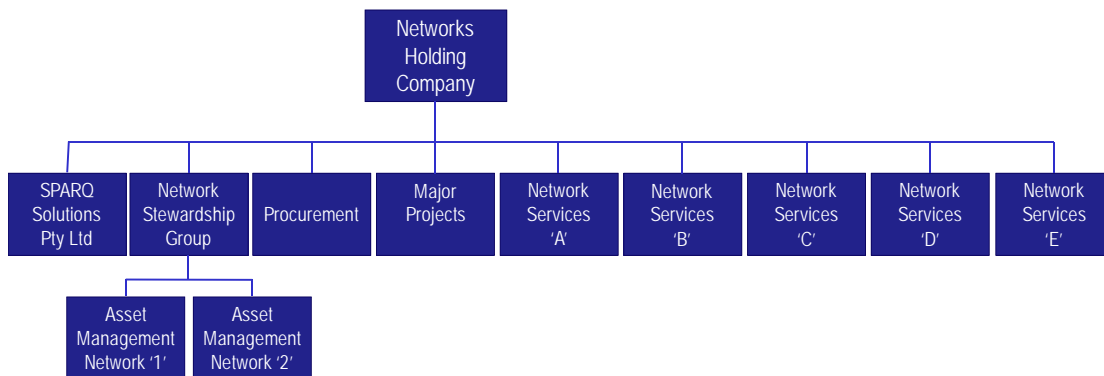 Networks
Holding
Company
SPARQ
Solutions
Pty Ltd
Network
Stewardship
Group
Procurement
Major
Projects
Network
Services
‘A’
Network
Services
‘B’
Network
Services
‘C’
Network
Services
‘D’
Network
Services
‘E’
Asset
Management
Network ‘1’
Asset
Management
Network ‘2’